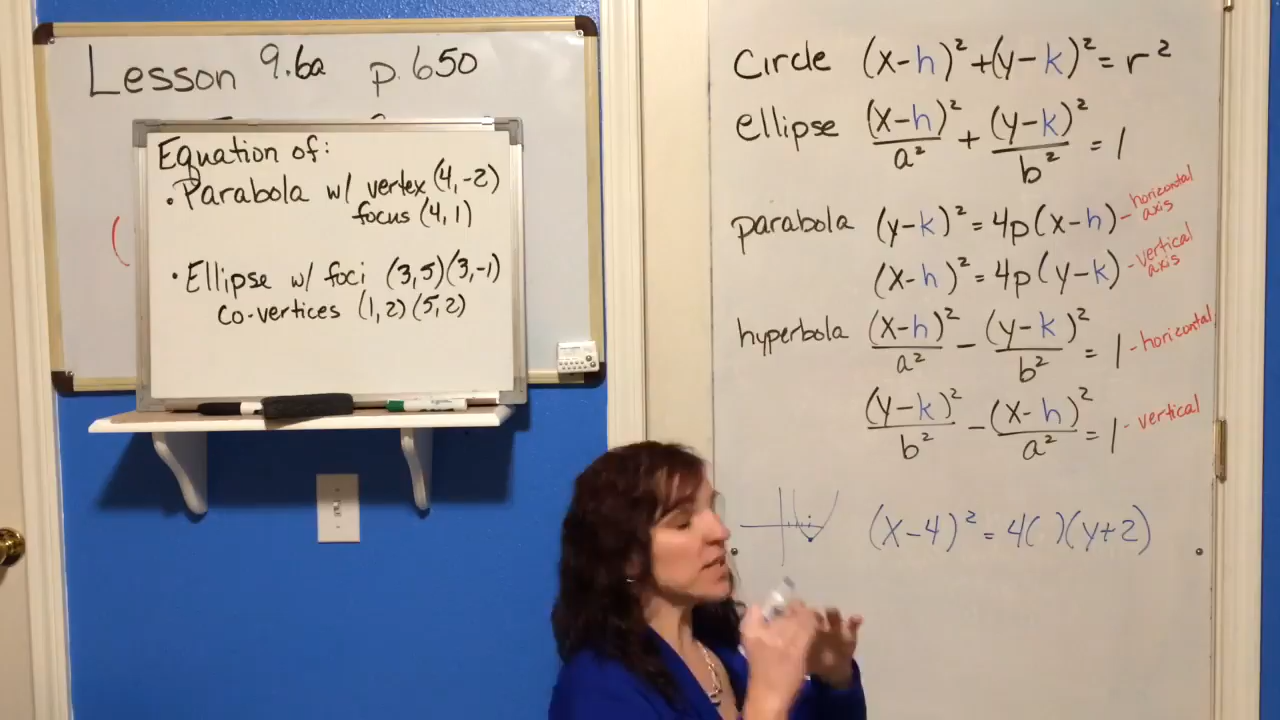 Lesson 9.6a p.650
Equation of:
• Parabola w/ vertex (4,-2)
focus (4,1)
• Ellipse w/ foci (3,5)(3,-1)
co-vertices (1,2)(5,2)
Circle (x-h)²+(y-k)²=r²
ellipse (x-h)²/a² + (y-k)²/b² = 1
parabola (y-k)²=4p(x-h) - horizontal axis
(x-h)²=4p(y-k) - vertical axis
hyperbola (x-h)²/a² - (y-k)²/b² = 1 - horizontal
(y-k)²/b² - (x-h)²/a² = 1 - vertical
(x-4)² = 4( )(y+2)